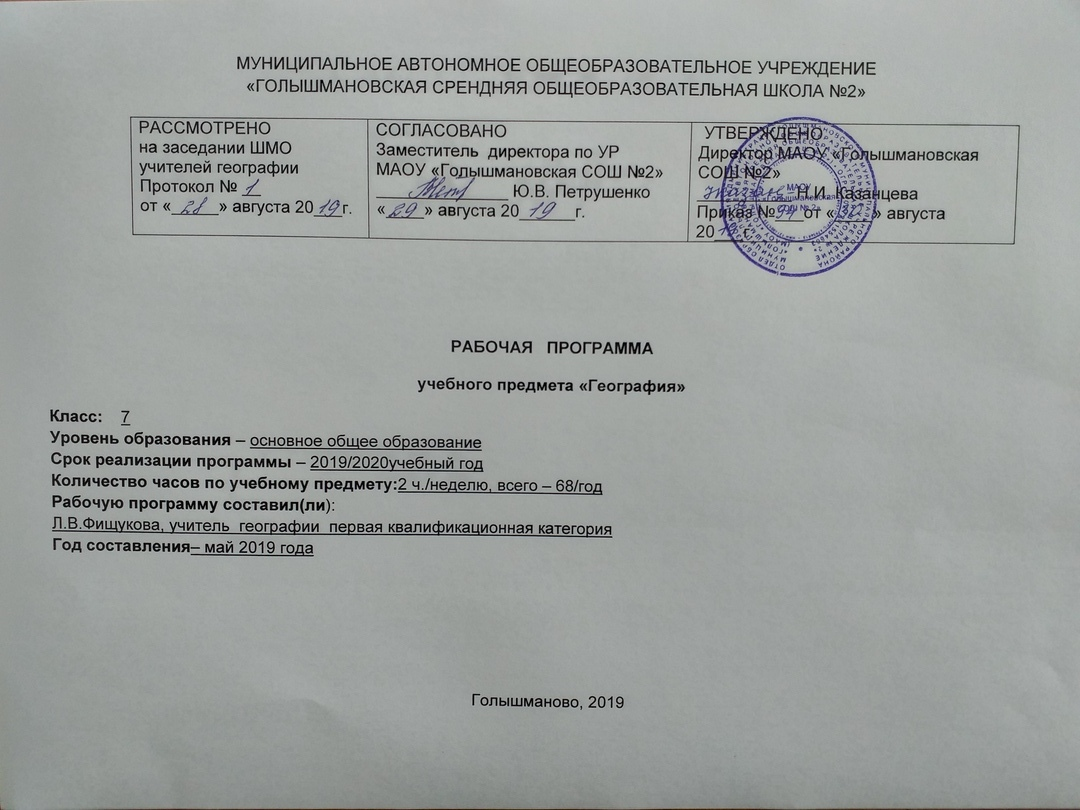 МУНИЦИПАЛЬНОЕ АВТОНОМНОЕ ОБЩЕОБРАЗОВАТЕЛЬНОЕ УЧРЕЖДЕНИЕ
«ГОЛЫШМАНОВСКАЯ СРЕНДНЯЯ ОБЩЕОБРАЗОВАТЕЛЬНАЯ ШКОЛА №2»
РАССМОТРЕНО
на заседании ШМО
учителей географии
Протокол № 1
от «28» августа 2019г.
СОГЛАСОВАНО
Заместитель директора по УР
МАОУ «Голышмановская СОШ №2»
Ю.В. Петрушенко
«29» августа 2019г.
УТВЕРЖДЕНО
Директор МАОУ «Голышмановская
СОШ №2»
Н.И. Казанцева
Приказ № от « » августа
20 г.
РАБОЧАЯ ПРОГРАММА
учебного предмета «География»
Класс: 7
Уровень образования – основное общее образование
Срок реализации программы – 2019/2020учебный год
Количество часов по учебному предмету:2 ч./неделю, всего – 68/год
Рабочую программу составил(ли):
Л.В.Фищукова, учитель географии первая квалификационная категория
Год составления– май 2019 года
Голышманово, 2019